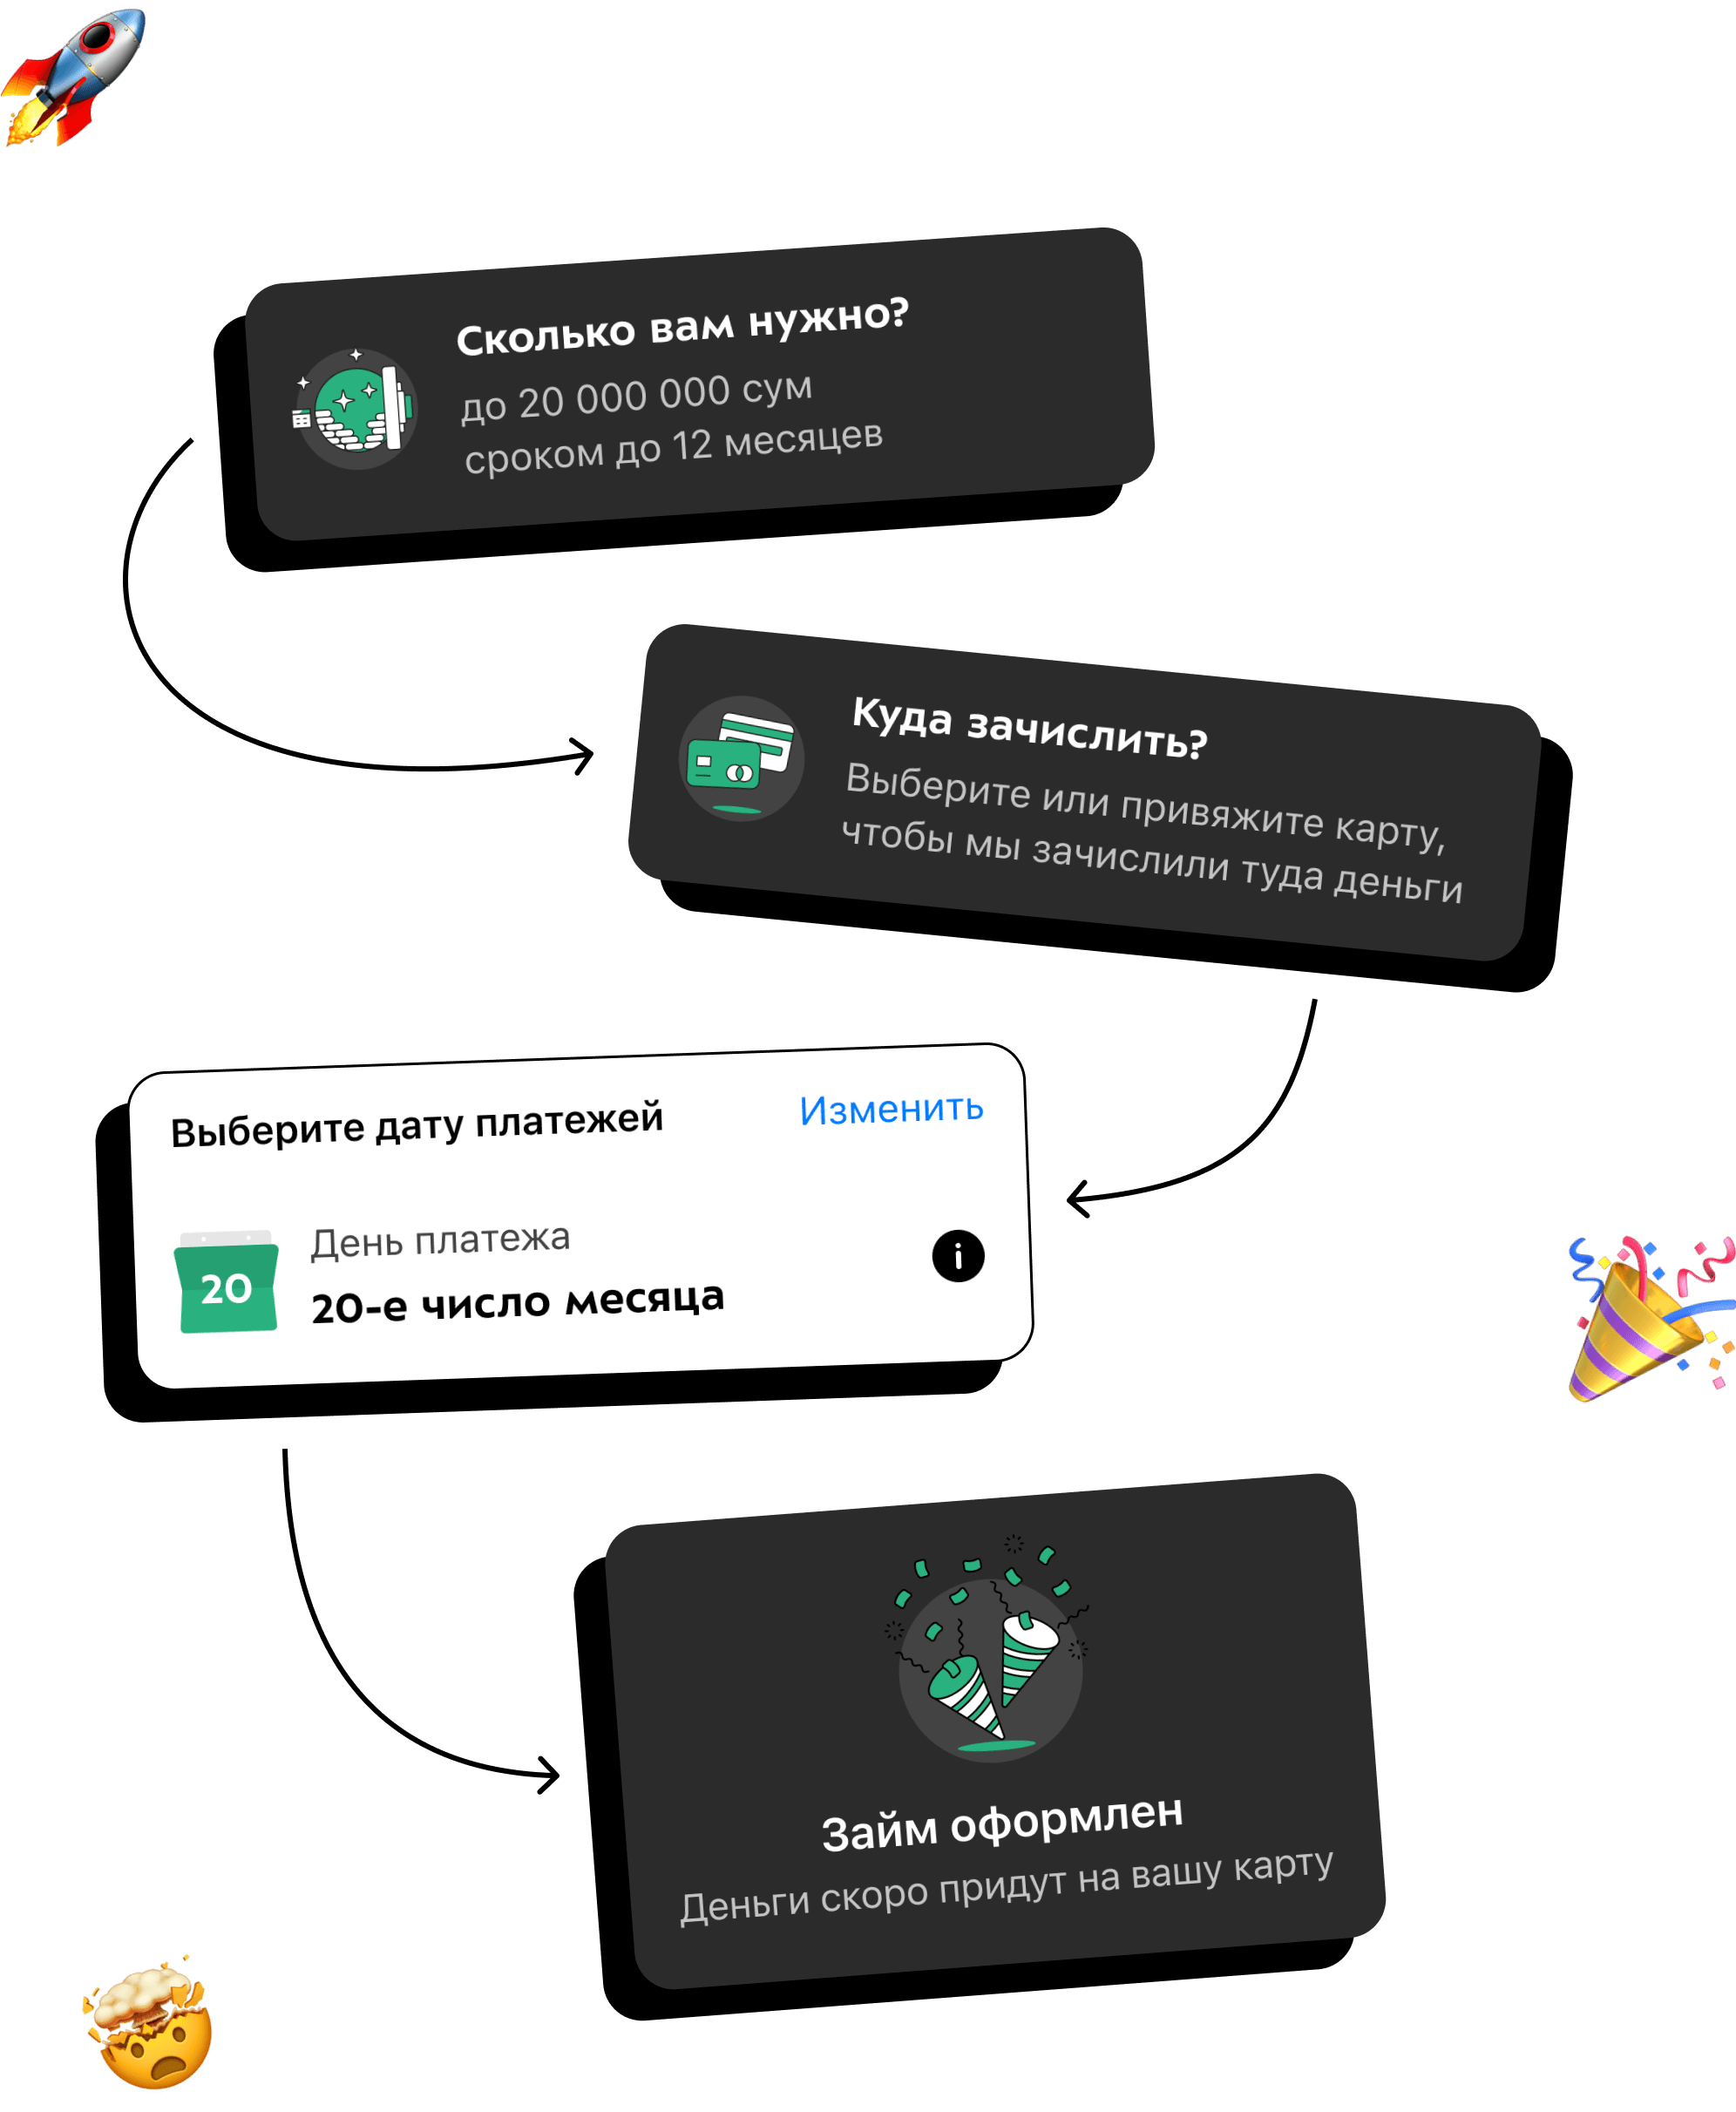 Сколько вам нужно?
до 20 000 000 сум
сроком до 12 месяцев
Куда зачислить?
Выберите или привяжите карту,
чтобы мы зачислили туда деньги
Выберите дату платежей
Изменить
День платежа
20
20-е число месяца
Займ оформлен
Деньги скоро придут на вашу карту